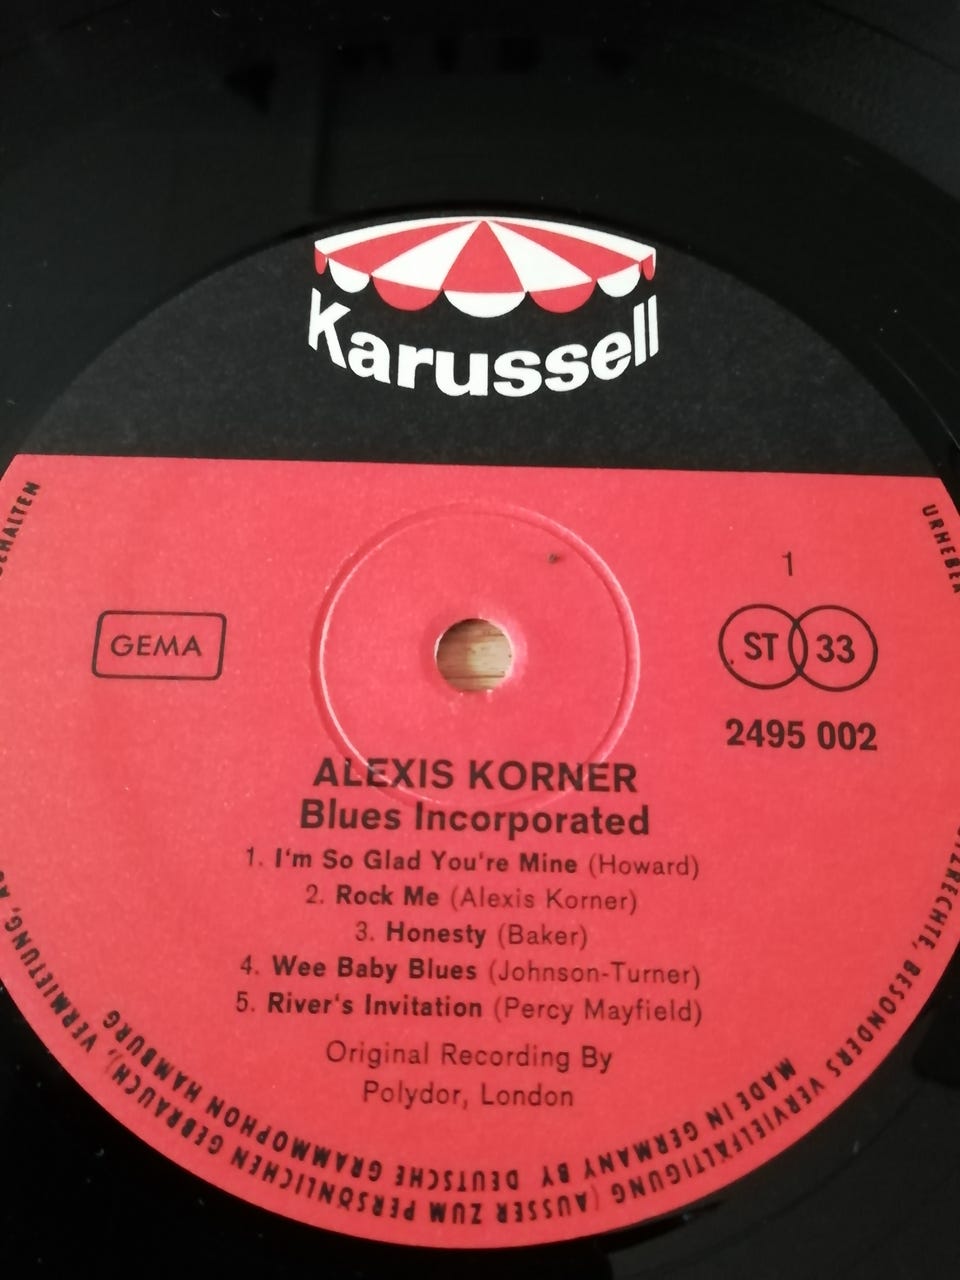 Karussell
GEMA
1
ST 33
2495 002
ALEXIS KORNER
Blues Incorporated
1. I'm So Glad You're Mine (Howard)
2. Rock Me (Alexis Korner)
3. Honesty (Baker)
4. Wee Baby Blues (Johnson-Turner)
5. River's Invitation (Percy Mayfield)
Original Recording By
Polydor, London
BESONDERS VERVIELFÄLTIGUNG (AUSSER ZUM PERSÖNLICHEN GEBRAUCH), VERMIETUNG,
MADE IN GERMANY BY DEUTSCHE GRAMMOPHON HAMBURG